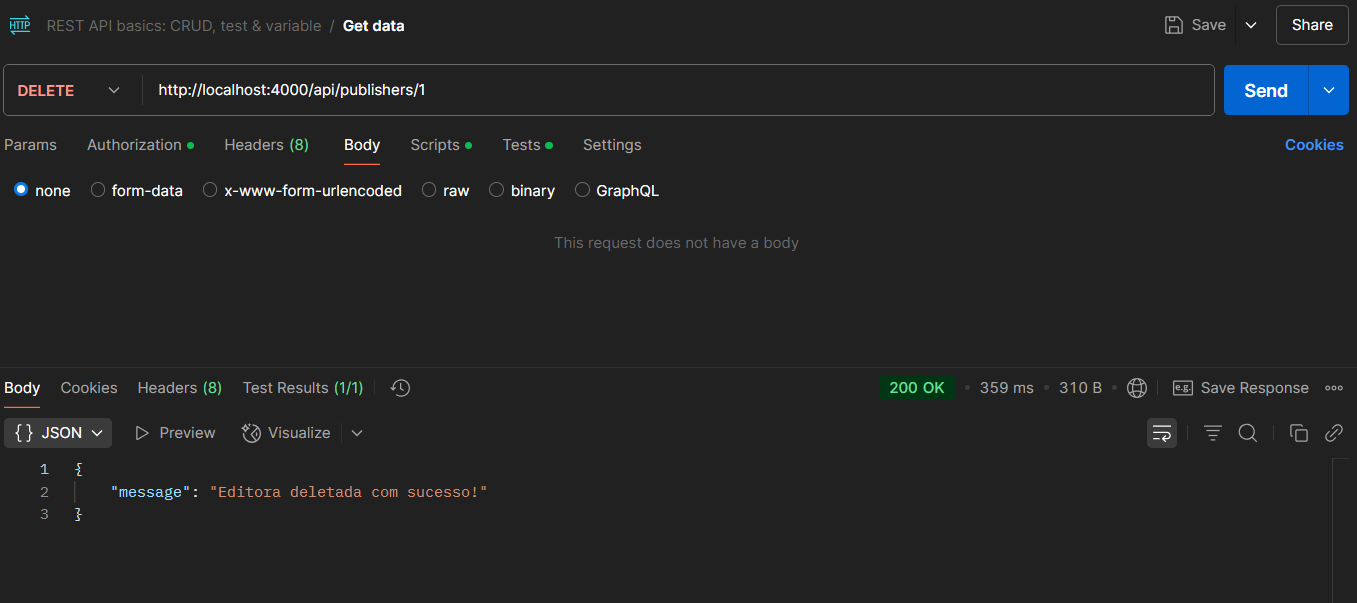 HTTP REST API basics: CRUD, test & variable / Get data Save Share
DELETE http://localhost:4000/api/publishers/1 Send
Params Authorization Headers (8) Body Scripts Tests Settings Cookies
none form-data x-www-form-urlencoded raw binary GraphQL
This request does not have a body
Body Cookies Headers (8) Test Results (1/1) 200 OK • 359 ms • 310 B • e.g. Save Response
{} JSON Preview Visualize
1 {
2 "message": "Editora deletada com sucesso!"
3 }